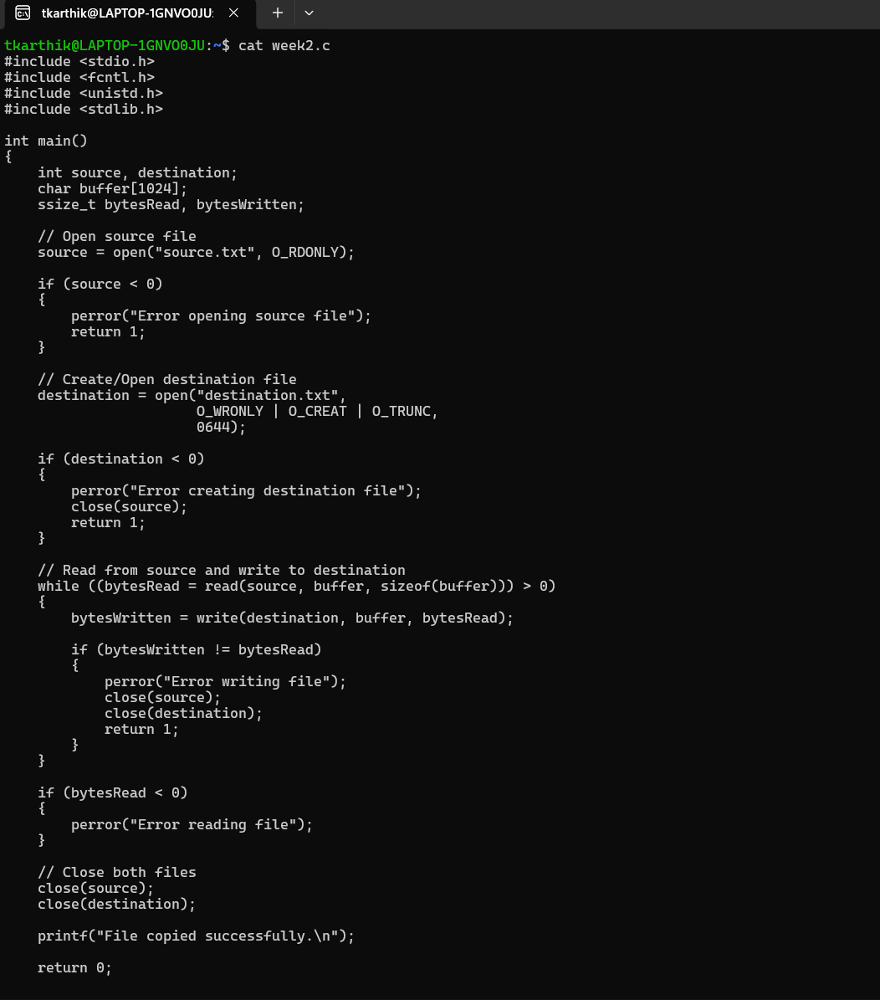 tkarthik@LAPTOP-1GNVO0JU:
tkarthik@LAPTOP-1GNVO0JU:~$ cat week2.c
#include <stdio.h>
#include <fcntl.h>
#include <unistd.h>
#include <stdlib.h>

int main()
{
    int source, destination;
    char buffer[1024];
    ssize_t bytesRead, bytesWritten;

    // Open source file
    source = open("source.txt", O_RDONLY);

    if (source < 0)
    {
        perror("Error opening source file");
        return 1;
    }

    // Create/Open destination file
    destination = open("destination.txt",
                       O_WRONLY | O_CREAT | O_TRUNC,
                       0644);

    if (destination < 0)
    {
        perror("Error creating destination file");
        close(source);
        return 1;
    }

    // Read from source and write to destination
    while ((bytesRead = read(source, buffer, sizeof(buffer))) > 0)
    {
        bytesWritten = write(destination, buffer, bytesRead);

        if (bytesWritten != bytesRead)
        {
            perror("Error writing file");
            close(source);
            close(destination);
            return 1;
        }
    }

    if (bytesRead < 0)
    {
        perror("Error reading file");
    }

    // Close both files
    close(source);
    close(destination);

    printf("File copied successfully.\n");

    return 0;